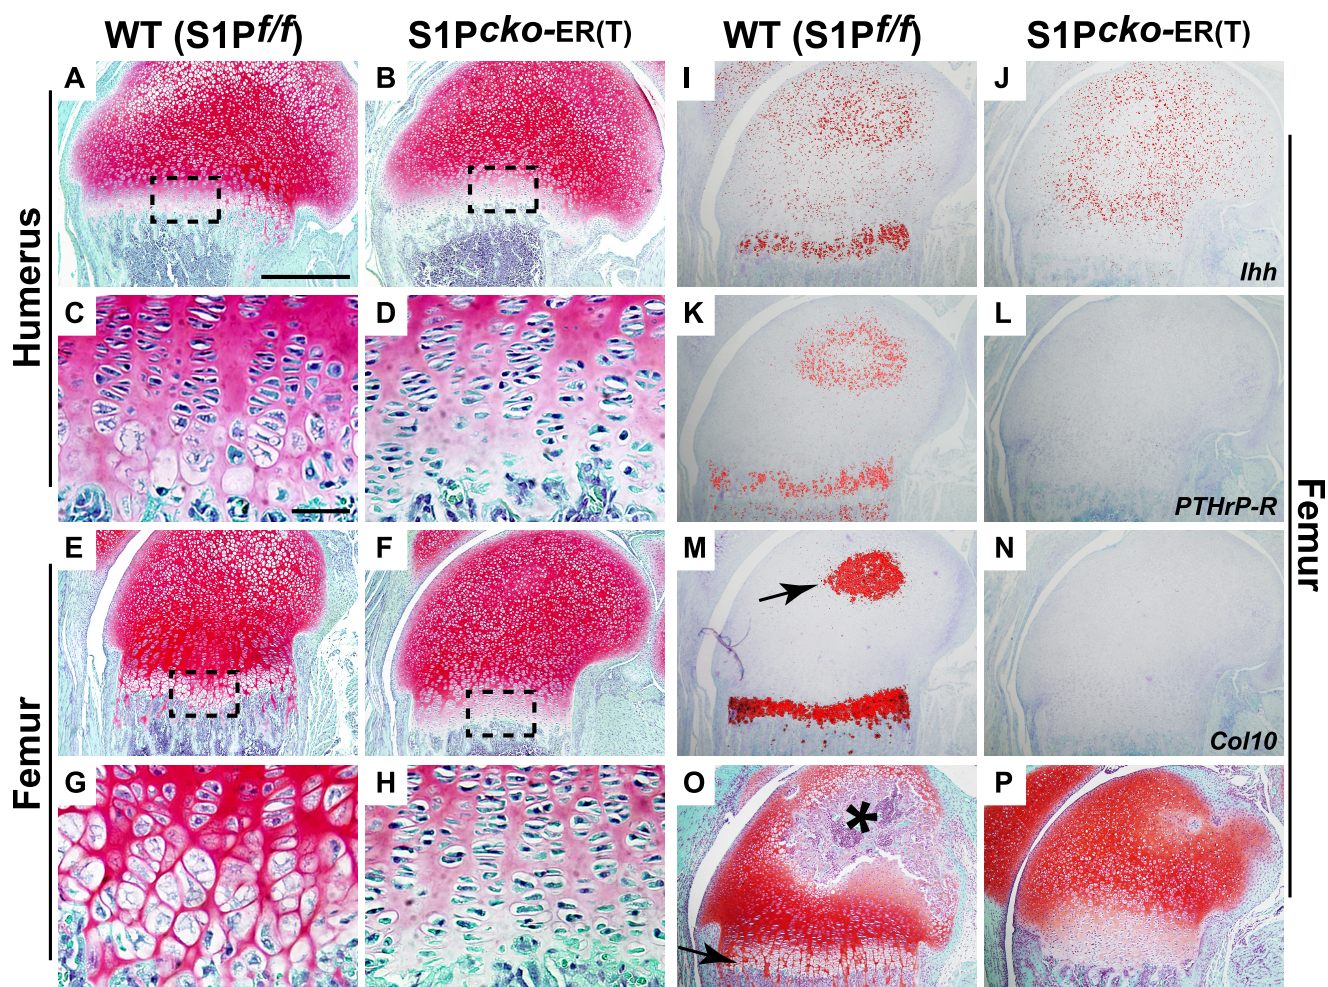 WT (S1Pf/f)
S1Pcko-ER(T)
WT (S1Pf/f)
S1Pcko-ER(T)
A
B
I
J
Ihh
Humerus
C
D
K
L
PTHrP-R
E
F
M
N
Col10
Femur
Femur
G
H
O
*
P